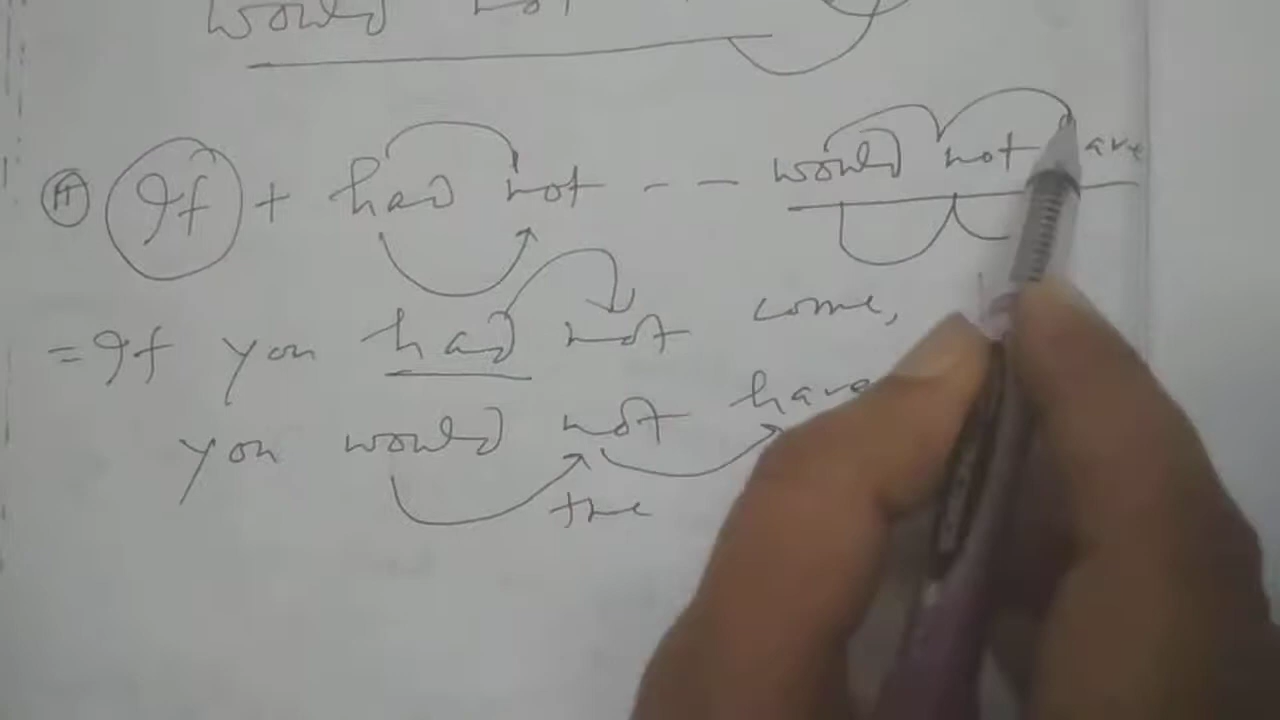 would not
If + had not -- would not have
= If you had not come,
you would not have
the